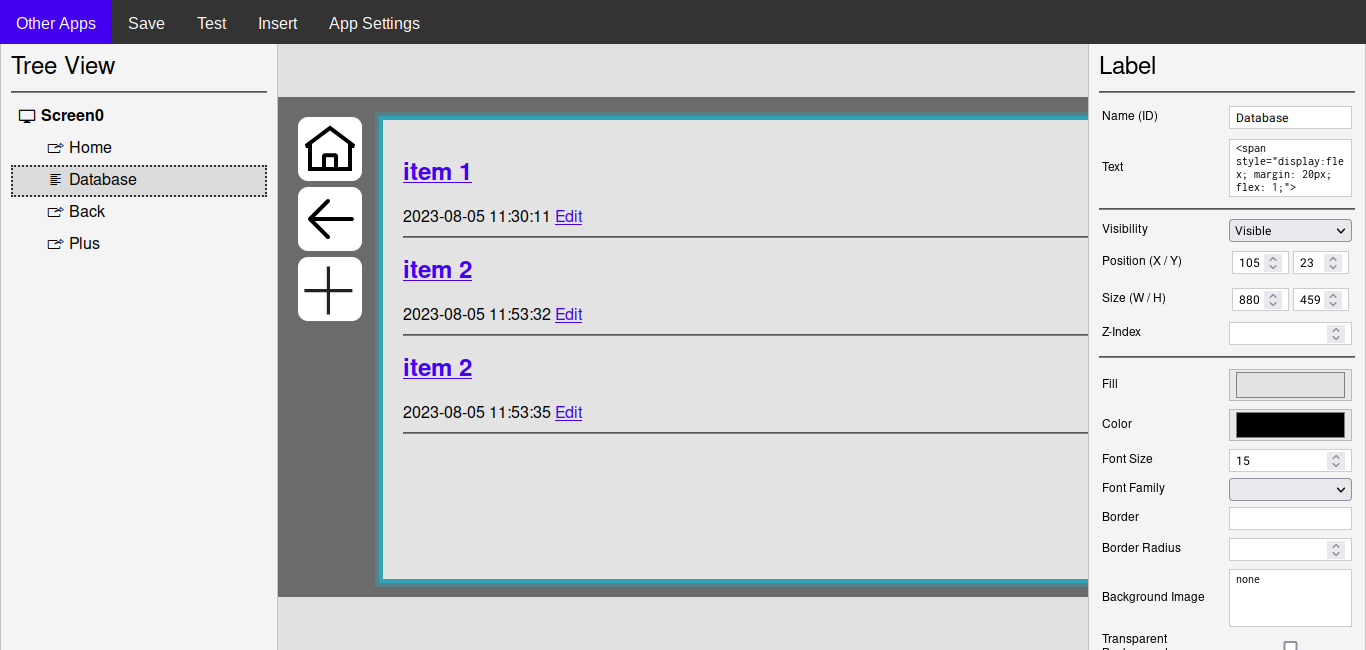 Other Apps Save Test Insert App Settings
Tree View
Screen0
Home
Database
Back
Plus
item 1
2023-08-05 11:30:11 Edit
item 2
2023-08-05 11:53:32 Edit
item 2
2023-08-05 11:53:35 Edit
Label
Name (ID) Database
Text
<span
style="display:fle
x; margin: 20px;
flex: 1;">
Visibility Visible
Position (X / Y) 105 23
Size (W / H) 880 459
Z-Index
Fill
Color
Font Size 15
Font Family
Border
Border Radius
Background Image none
Transparent